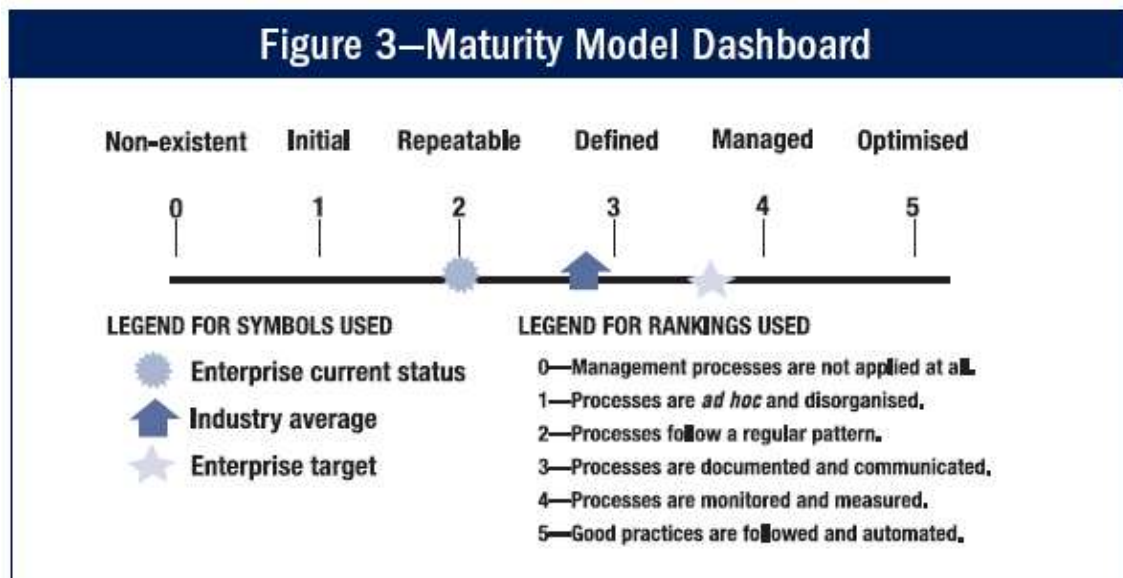 Figure 3—Maturity Model Dashboard
Non-existent Initial Repeatable Defined Managed Optimised
0 1 2 3 4 5
LEGEND FOR SYMBOLS USED
Enterprise current status
Industry average
Enterprise target
LEGEND FOR RANKINGS USED
0—Management processes are not applied at all.
1—Processes are ad hoc and disorganised.
2—Processes follow a regular pattern.
3—Processes are documented and communicated.
4—Processes are monitored and measured.
5—Good practices are followed and automated.